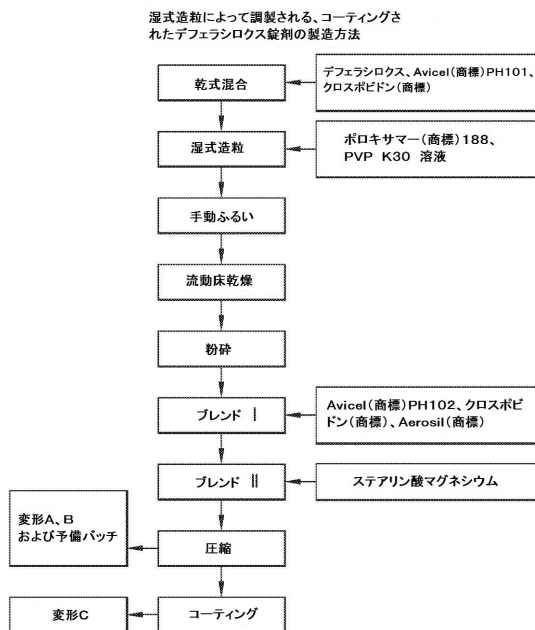 湿式造粒によって調製される、コーティングさ
れたデフェラシロクス錠剤の製造方法
乾式混合
デフェラシロクス、Avicel(商標)PH101、
クロスポビドン(商標)
湿式造粒
ポロキサマー(商標)188、
PVP K30 溶液
手動ふるい
流動床乾燥
粉砕
ブレンド Ⅰ
Avicel(商標)PH102、クロスポビ
ドン(商標)、Aerosil(商標)
ブレンド Ⅱ
ステアリン酸マグネシウム
変形A、B
および予備バッチ
圧縮
変形C
コーティング